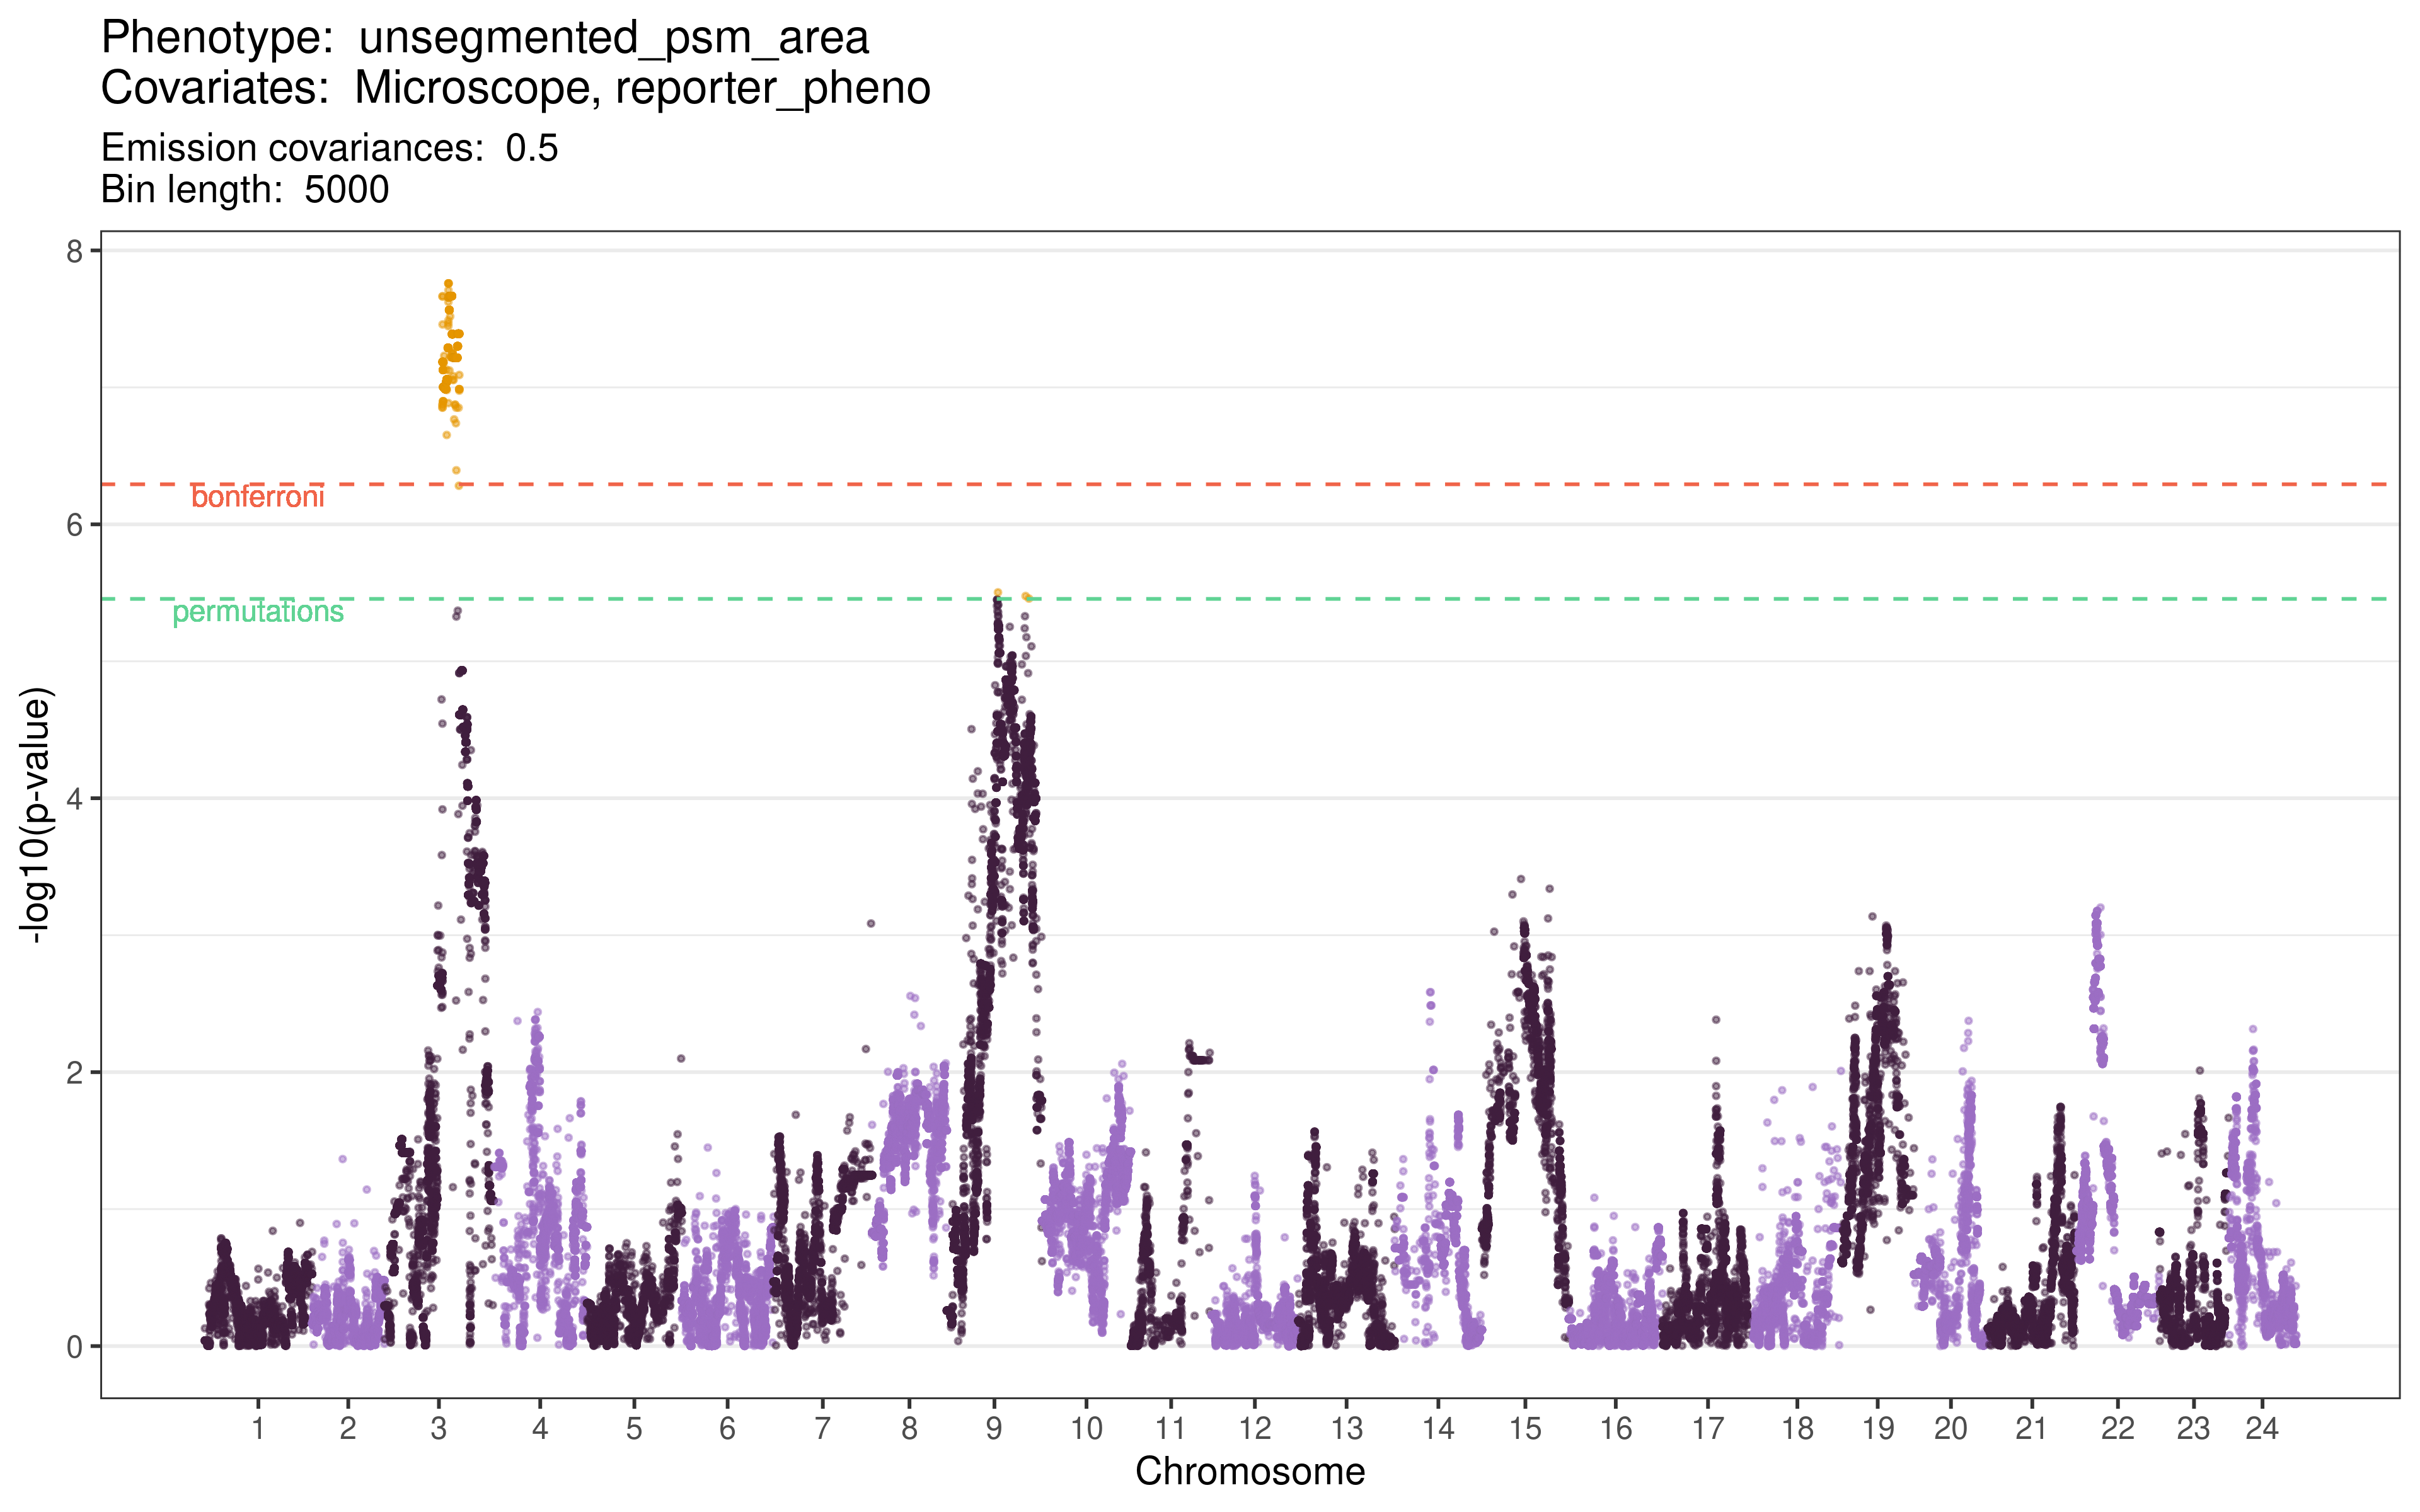 Phenotype:  unsegmented_psm_area
Covariates:  Microscope, reporter_pheno
Emission covariances:  0.5
Bin length:  5000
8
6
4
2
0
-log10(p-value)
bonferroni
permutations
1 2 3 4 5 6 7 8 9 10 11 12 13 14 15 16 17 18 19 20 21 22 23 24
Chromosome